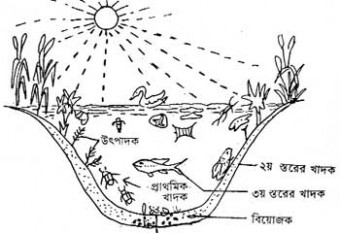 উৎপাদক
২য় স্তরের খাদক
প্রাথমিক
খাদক
৩য় স্তরের খাদক
বিয়োজক